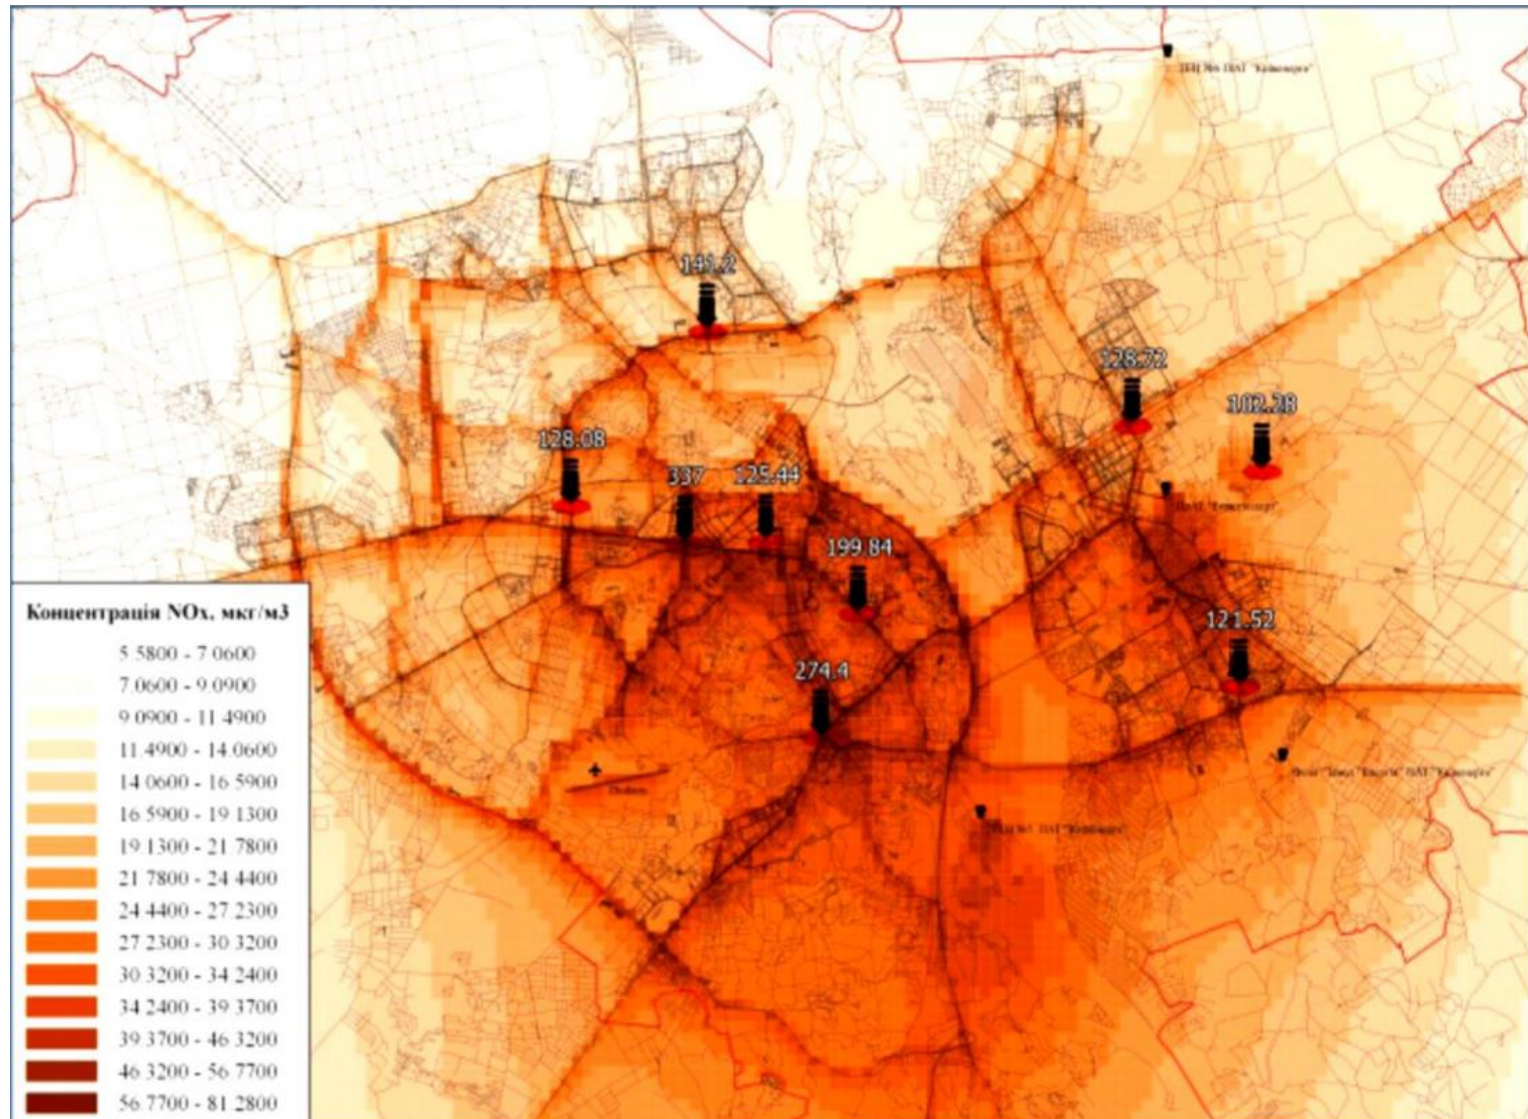 ТЕЦ №6 ПАТ "Київенерго"
141.2
128.72
102.28
128.08
337
125.44
199.84
121.52
274.4
Концентрація NOx, мкг/м3
5.5800 - 7.0600
7.0600 - 9.0900
9.0900 - 11.4900
11.4900 - 14.0600
14.0600 - 16.5900
16.5900 - 19.1300
19.1300 - 21.7800
21.7800 - 24.4400
24.4400 - 27.2300
27.2300 - 30.3200
30.3200 - 34.2400
34.2400 - 39.3700
39.3700 - 46.3200
46.3200 - 56.7700
56.7700 - 81.2800